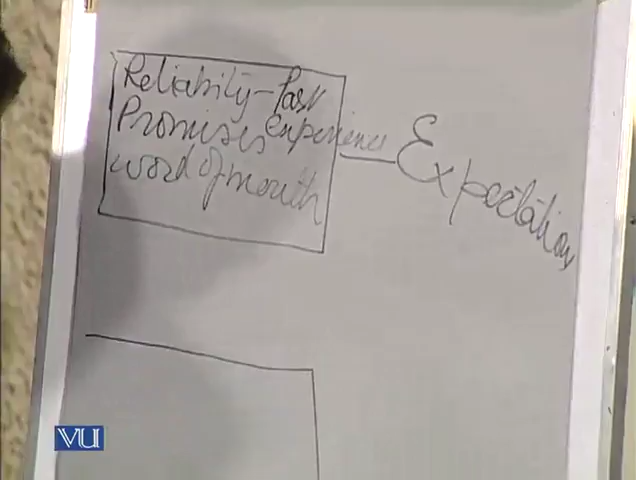 Reliability - Past
Promises experience
word of mouth
Expectation
VU